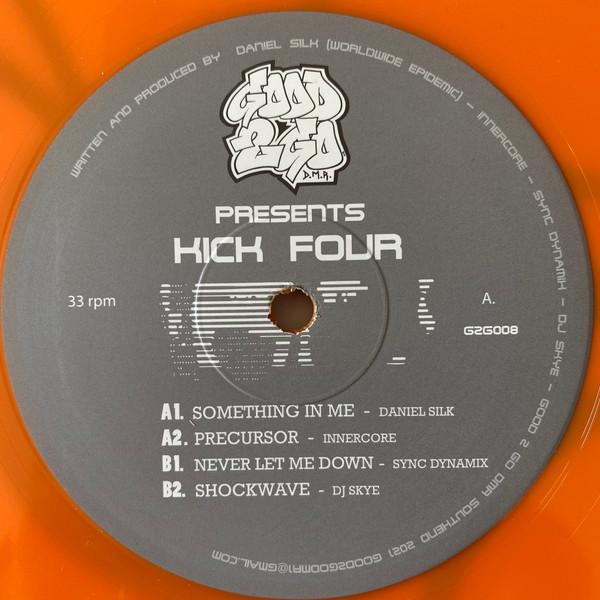 WRITTEN AND PRODUCED BY DANIEL SILK (WORLDWIDE EPIDEMIC) - INNERCORE - SYNC DYNAMIX - DJ SKYE - GOOD 2 GO DMA SOUTHEND 2021 GOOD2GODMA1@GMAIL.COM
GOOD
2 GO
D.M.A.
PRESENTS
KICK FOUR
33 rpm
A.
G2G008
A1. SOMETHING IN ME - DANIEL SILK
A2. PRECURSOR - INNERCORE
B1. NEVER LET ME DOWN - SYNC DYNAMIX
B2. SHOCKWAVE - DJ SKYE